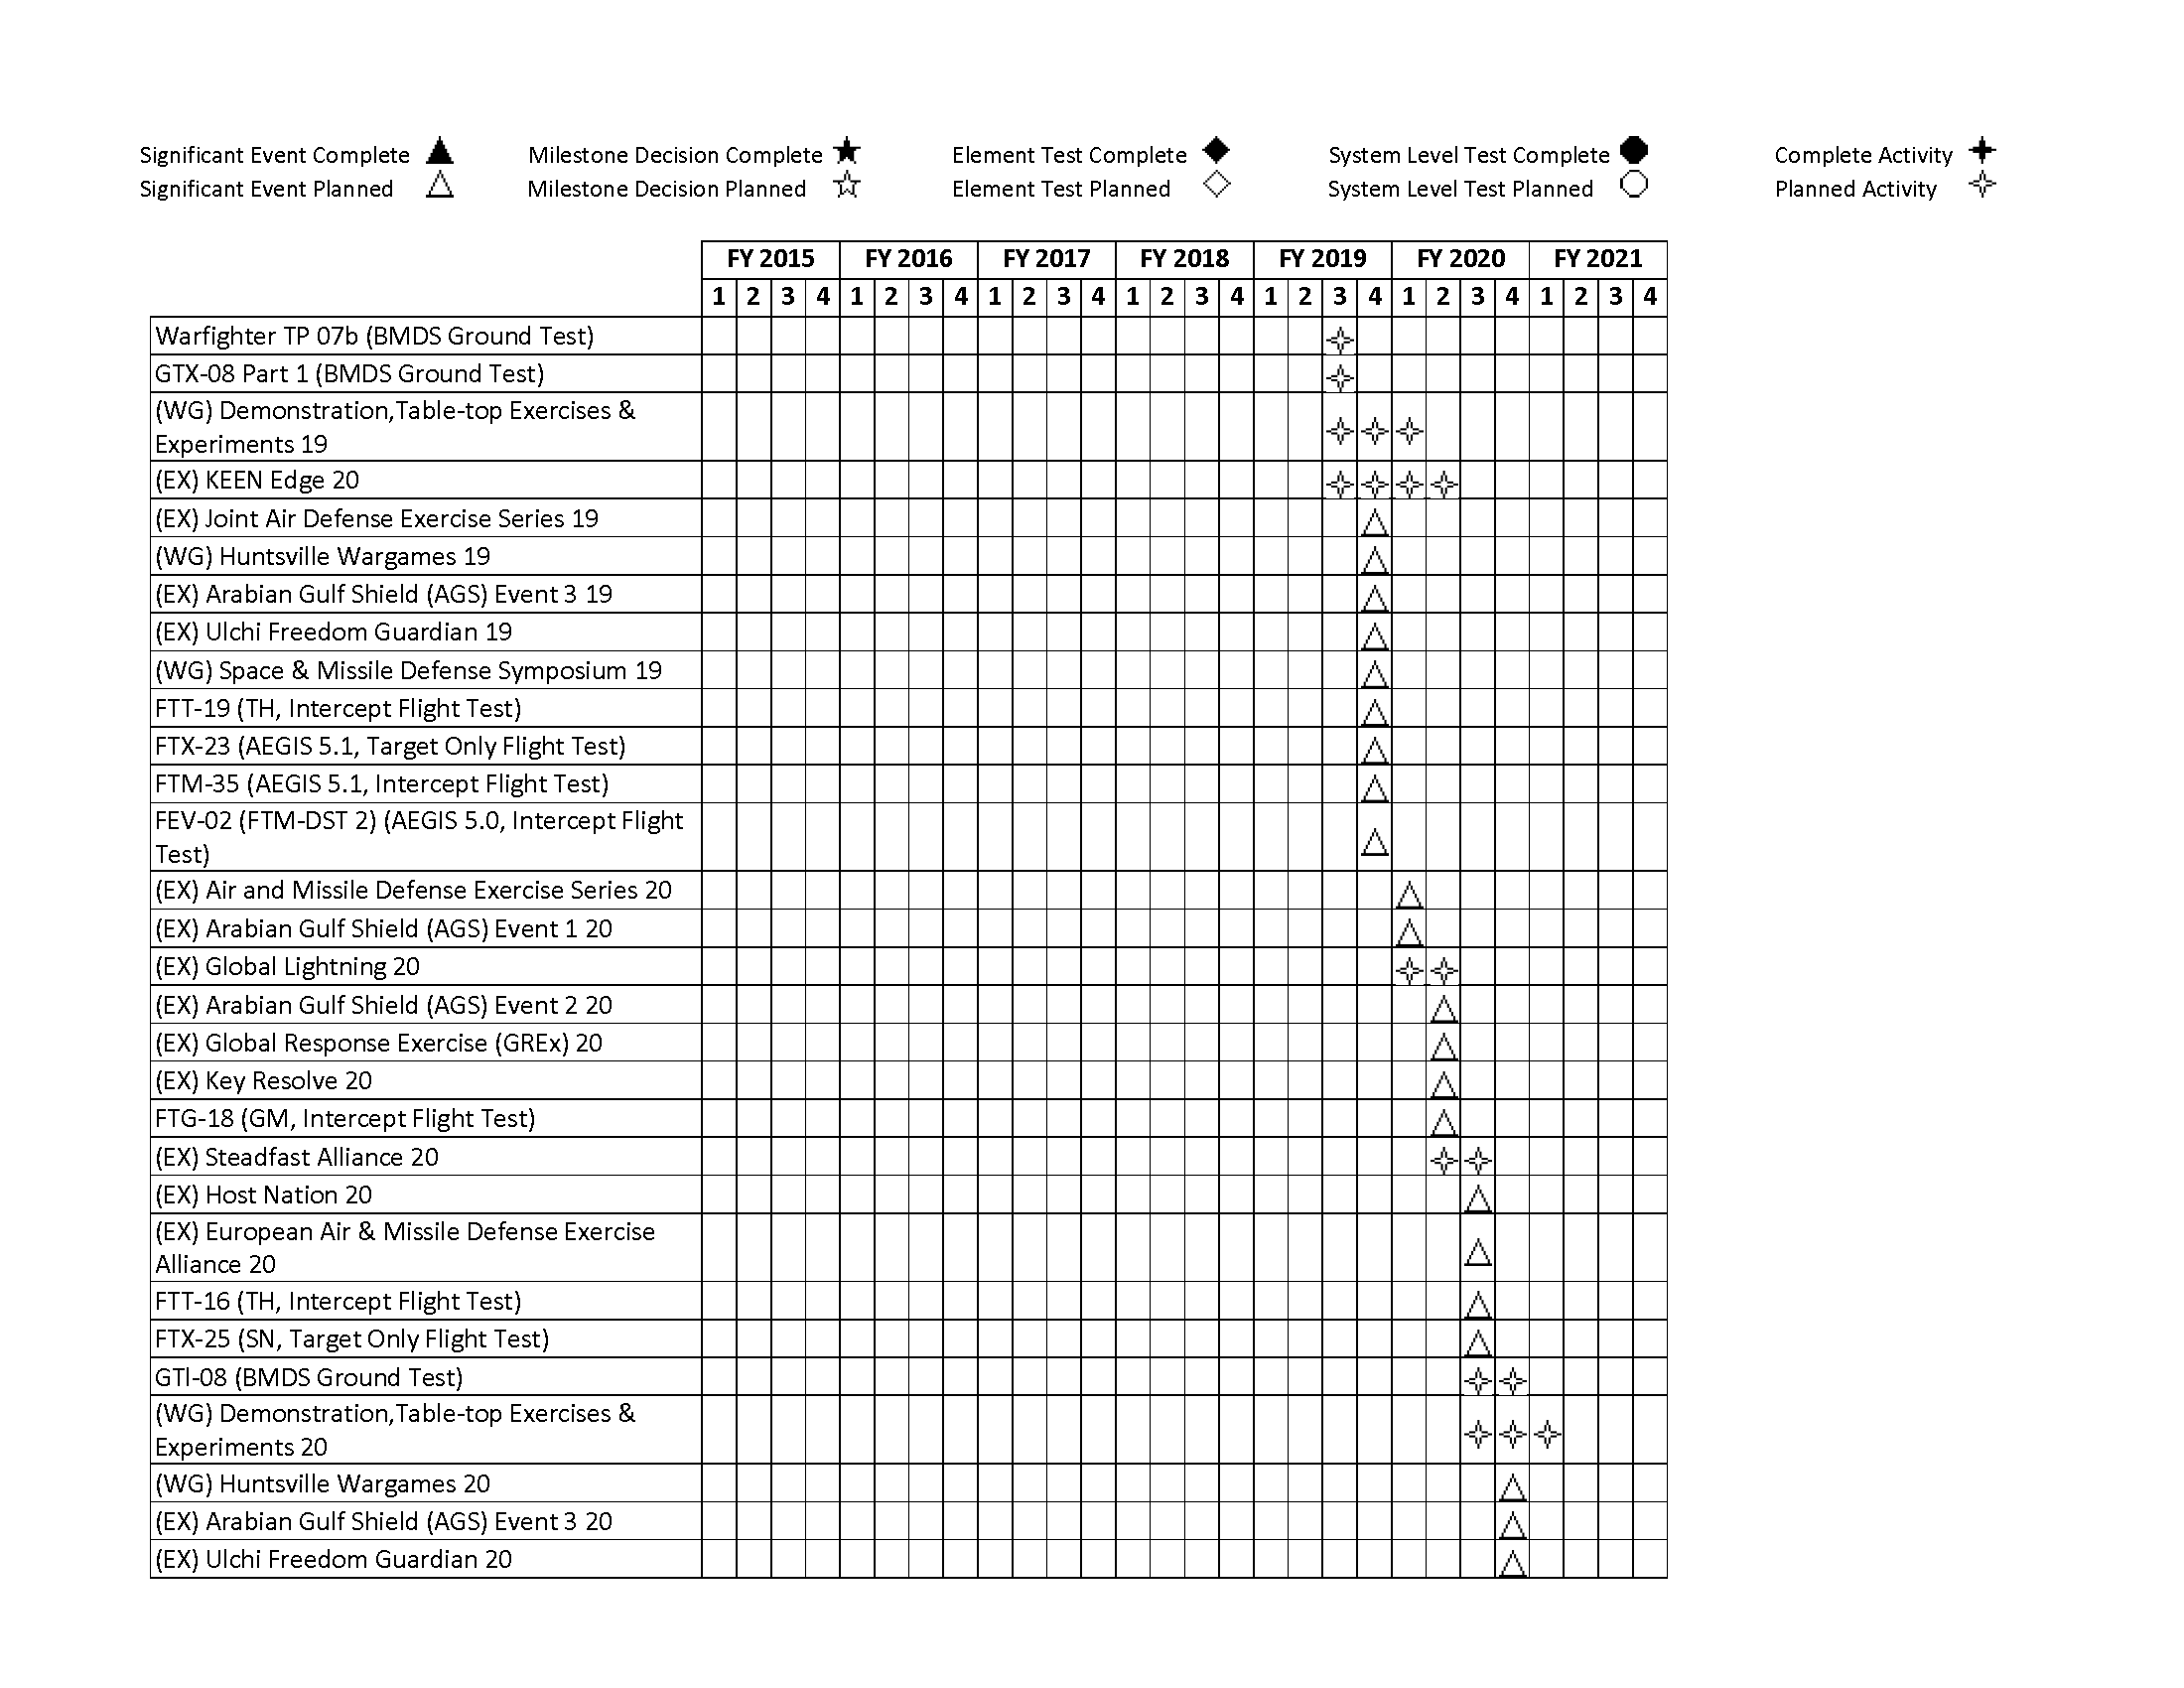 Significant Event Complete Milestone Decision Complete Element Test Complete System Level Test Complete Complete Activity
Significant Event Planned Milestone Decision Planned Element Test Planned System Level Test Planned Planned Activity
FY 2015 FY 2016 FY 2017 FY 2018 FY 2019 FY 2020 FY 2021
1 2 3 4 1 2 3 4 1 2 3 4 1 2 3 4 1 2 3 4 1 2 3 4 1 2 3 4
Warfighter TP 07b (BMDS Ground Test)
GTX-08 Part 1 (BMDS Ground Test)
(WG) Demonstration,Table-top Exercises &
Experiments 19
(EX) KEEN Edge 20
(EX) Joint Air Defense Exercise Series 19
(WG) Huntsville Wargames 19
(EX) Arabian Gulf Shield (AGS) Event 3 19
(EX) Ulchi Freedom Guardian 19
(WG) Space & Missile Defense Symposium 19
FTT-19 (TH, Intercept Flight Test)
FTX-23 (AEGIS 5.1, Target Only Flight Test)
FTM-35 (AEGIS 5.1, Intercept Flight Test)
FEV-02 (FTM-DST 2) (AEGIS 5.0, Intercept Flight
Test)
(EX) Air and Missile Defense Exercise Series 20
(EX) Arabian Gulf Shield (AGS) Event 1 20
(EX) Global Lightning 20
(EX) Arabian Gulf Shield (AGS) Event 2 20
(EX) Global Response Exercise (GREx) 20
(EX) Key Resolve 20
FTG-18 (GM, Intercept Flight Test)
(EX) Steadfast Alliance 20
(EX) Host Nation 20
(EX) European Air & Missile Defense Exercise
Alliance 20
FTT-16 (TH, Intercept Flight Test)
FTX-25 (SN, Target Only Flight Test)
GTI-08 (BMDS Ground Test)
(WG) Demonstration,Table-top Exercises &
Experiments 20
(WG) Huntsville Wargames 20
(EX) Arabian Gulf Shield (AGS) Event 3 20
(EX) Ulchi Freedom Guardian 20